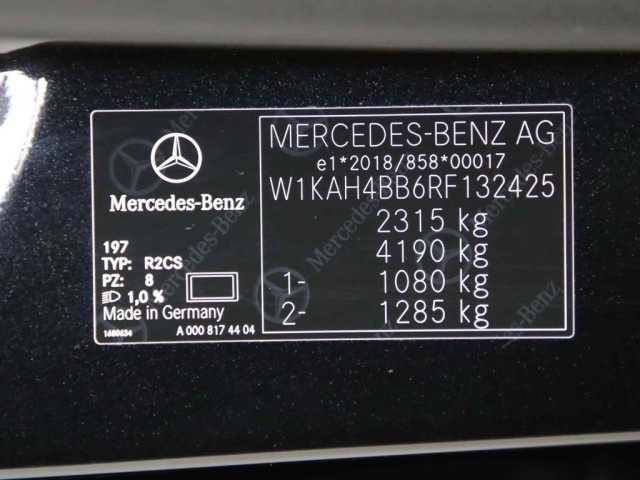 Mercedes-Benz
197
TYP: R2CS
PZ: 8
1,0 %
Made in Germany
1680634 A 000 817 44 04
MERCEDES-BENZ AG
e1*2018/858*00017
W1KAH4BB6RF132425
2315 kg
4190 kg
1- 1080 kg
2- 1285 kg